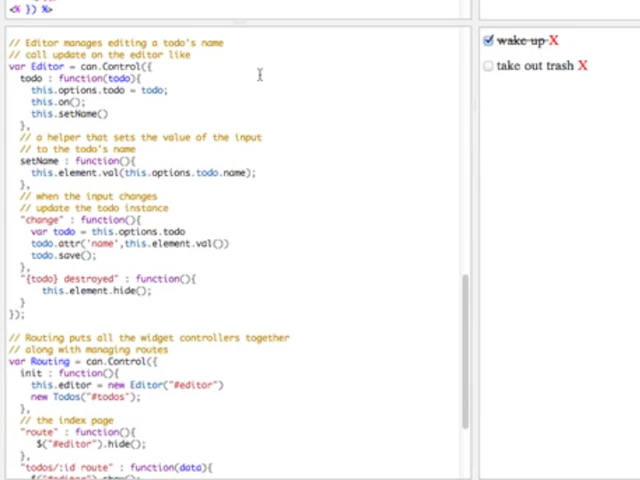 <% }) %>
// Editor manages editing a todo's name
// call update on the editor like
var Editor = can.Control({
todo : function(todo){
this.options.todo = todo;
this.on();
this.setName()
},
// a helper that sets the value of the input
// to the todo's name
setName : function(){
this.element.val(this.options.todo.name);
},
// when the input changes
// update the todo instance
"change" : function(){
var todo = this.options.todo
todo.attr('name',this.element.val())
todo.save();
},
"{todo} destroyed" : function(){
this.element.hide();
}
});
// Routing puts all the widget controllers together
// along with managing routes
var Routing = can.Control({
init : function(){
this.editor = new Editor("#editor")
new Todos("#todos");
},
// the index page
"route" : function(){
$("#editor").hide();
},
"todos/:id route" : function(data){
$("#editor").show();
wake up X
take out trash X